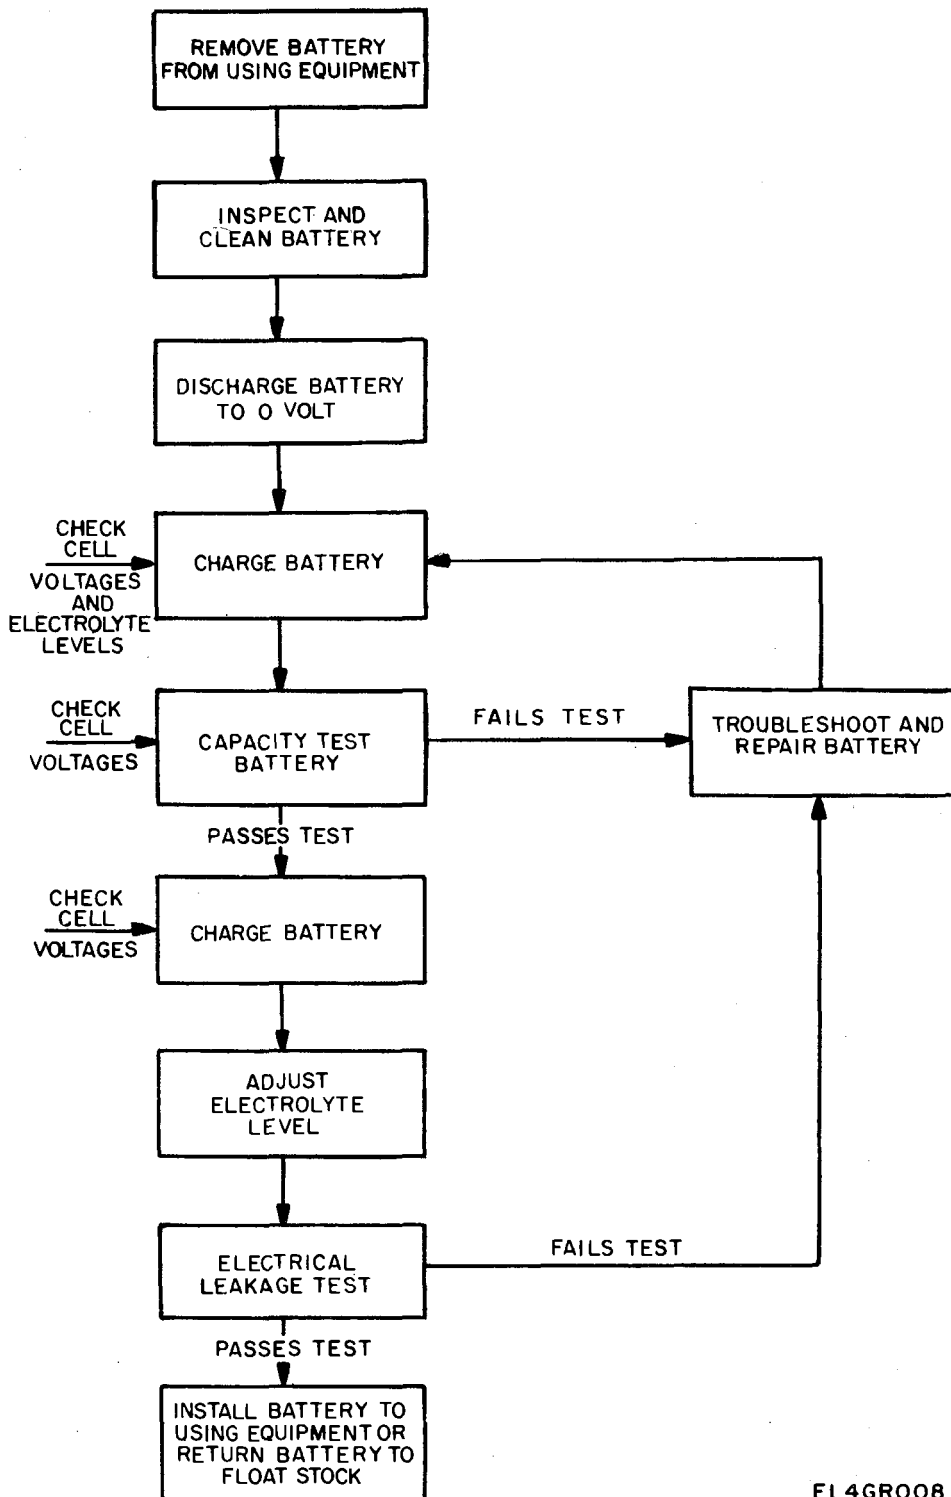 REMOVE BATTERY
FROM USING EQUIPMENT
INSPECT AND
CLEAN BATTERY
DISCHARGE BATTERY
TO 0 VOLT
CHECK
CELL
VOLTAGES
AND
ELECTROLYTE
LEVELS
CHARGE BATTERY
CHECK
CELL
VOLTAGES
CAPACITY TEST
BATTERY
FAILS TEST
TROUBLESHOOT AND
REPAIR BATTERY
PASSES TEST
CHECK
CELL
VOLTAGES
CHARGE BATTERY
ADJUST
ELECTROLYTE
LEVEL
ELECTRICAL
LEAKAGE TEST
FAILS TEST
PASSES TEST
INSTALL BATTERY TO
USING EQUIPMENT OR
RETURN BATTERY TO
FLOAT STOCK
EL4GR008